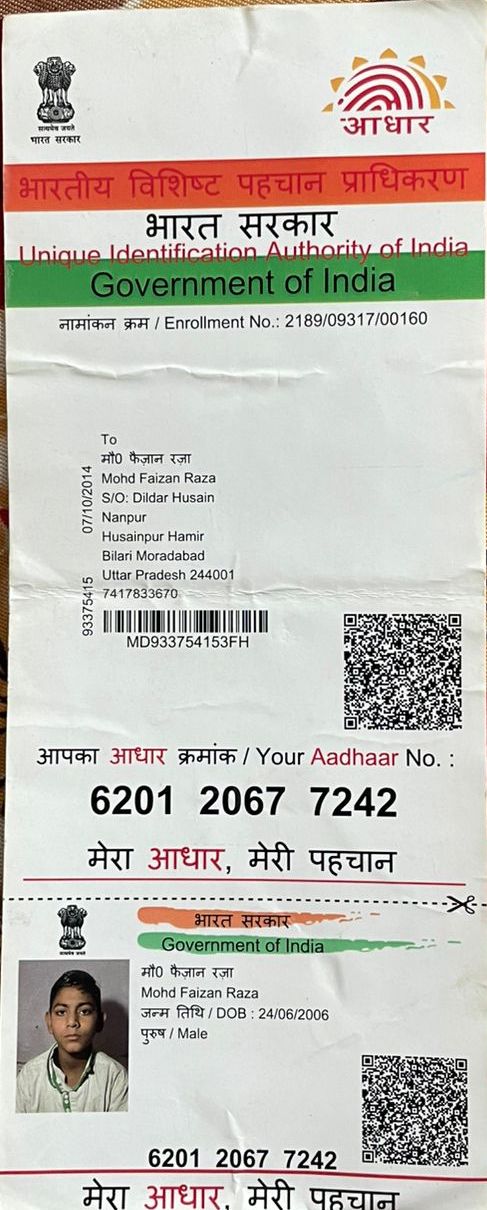 सत्यमेव जयते
भारत सरकार
आधार
भारतीय विशिष्ट पहचान प्राधिकरण
भारत सरकार
Unique Identification Authority of India
Government of India
नामांकन क्रम / Enrollment No.: 2189/09317/00160
To
मौ0 फैज़ान रज़ा
Mohd Faizan Raza
S/O: Dildar Husain
Nanpur
Husainpur Hamir
Bilari Moradabad
Uttar Pradesh 244001
7417833670
07/10/2014
93375415
MD933754153FH
आपका आधार क्रमांक / Your Aadhaar No. :
6201 2067 7242
मेरा आधार, मेरी पहचान
भारत सरकार
Government of India
मौ0 फैज़ान रज़ा
Mohd Faizan Raza
जन्म तिथि / DOB : 24/06/2006
पुरुष / Male
6201 2067 7242
मेरा आधार, मेरी पहचान